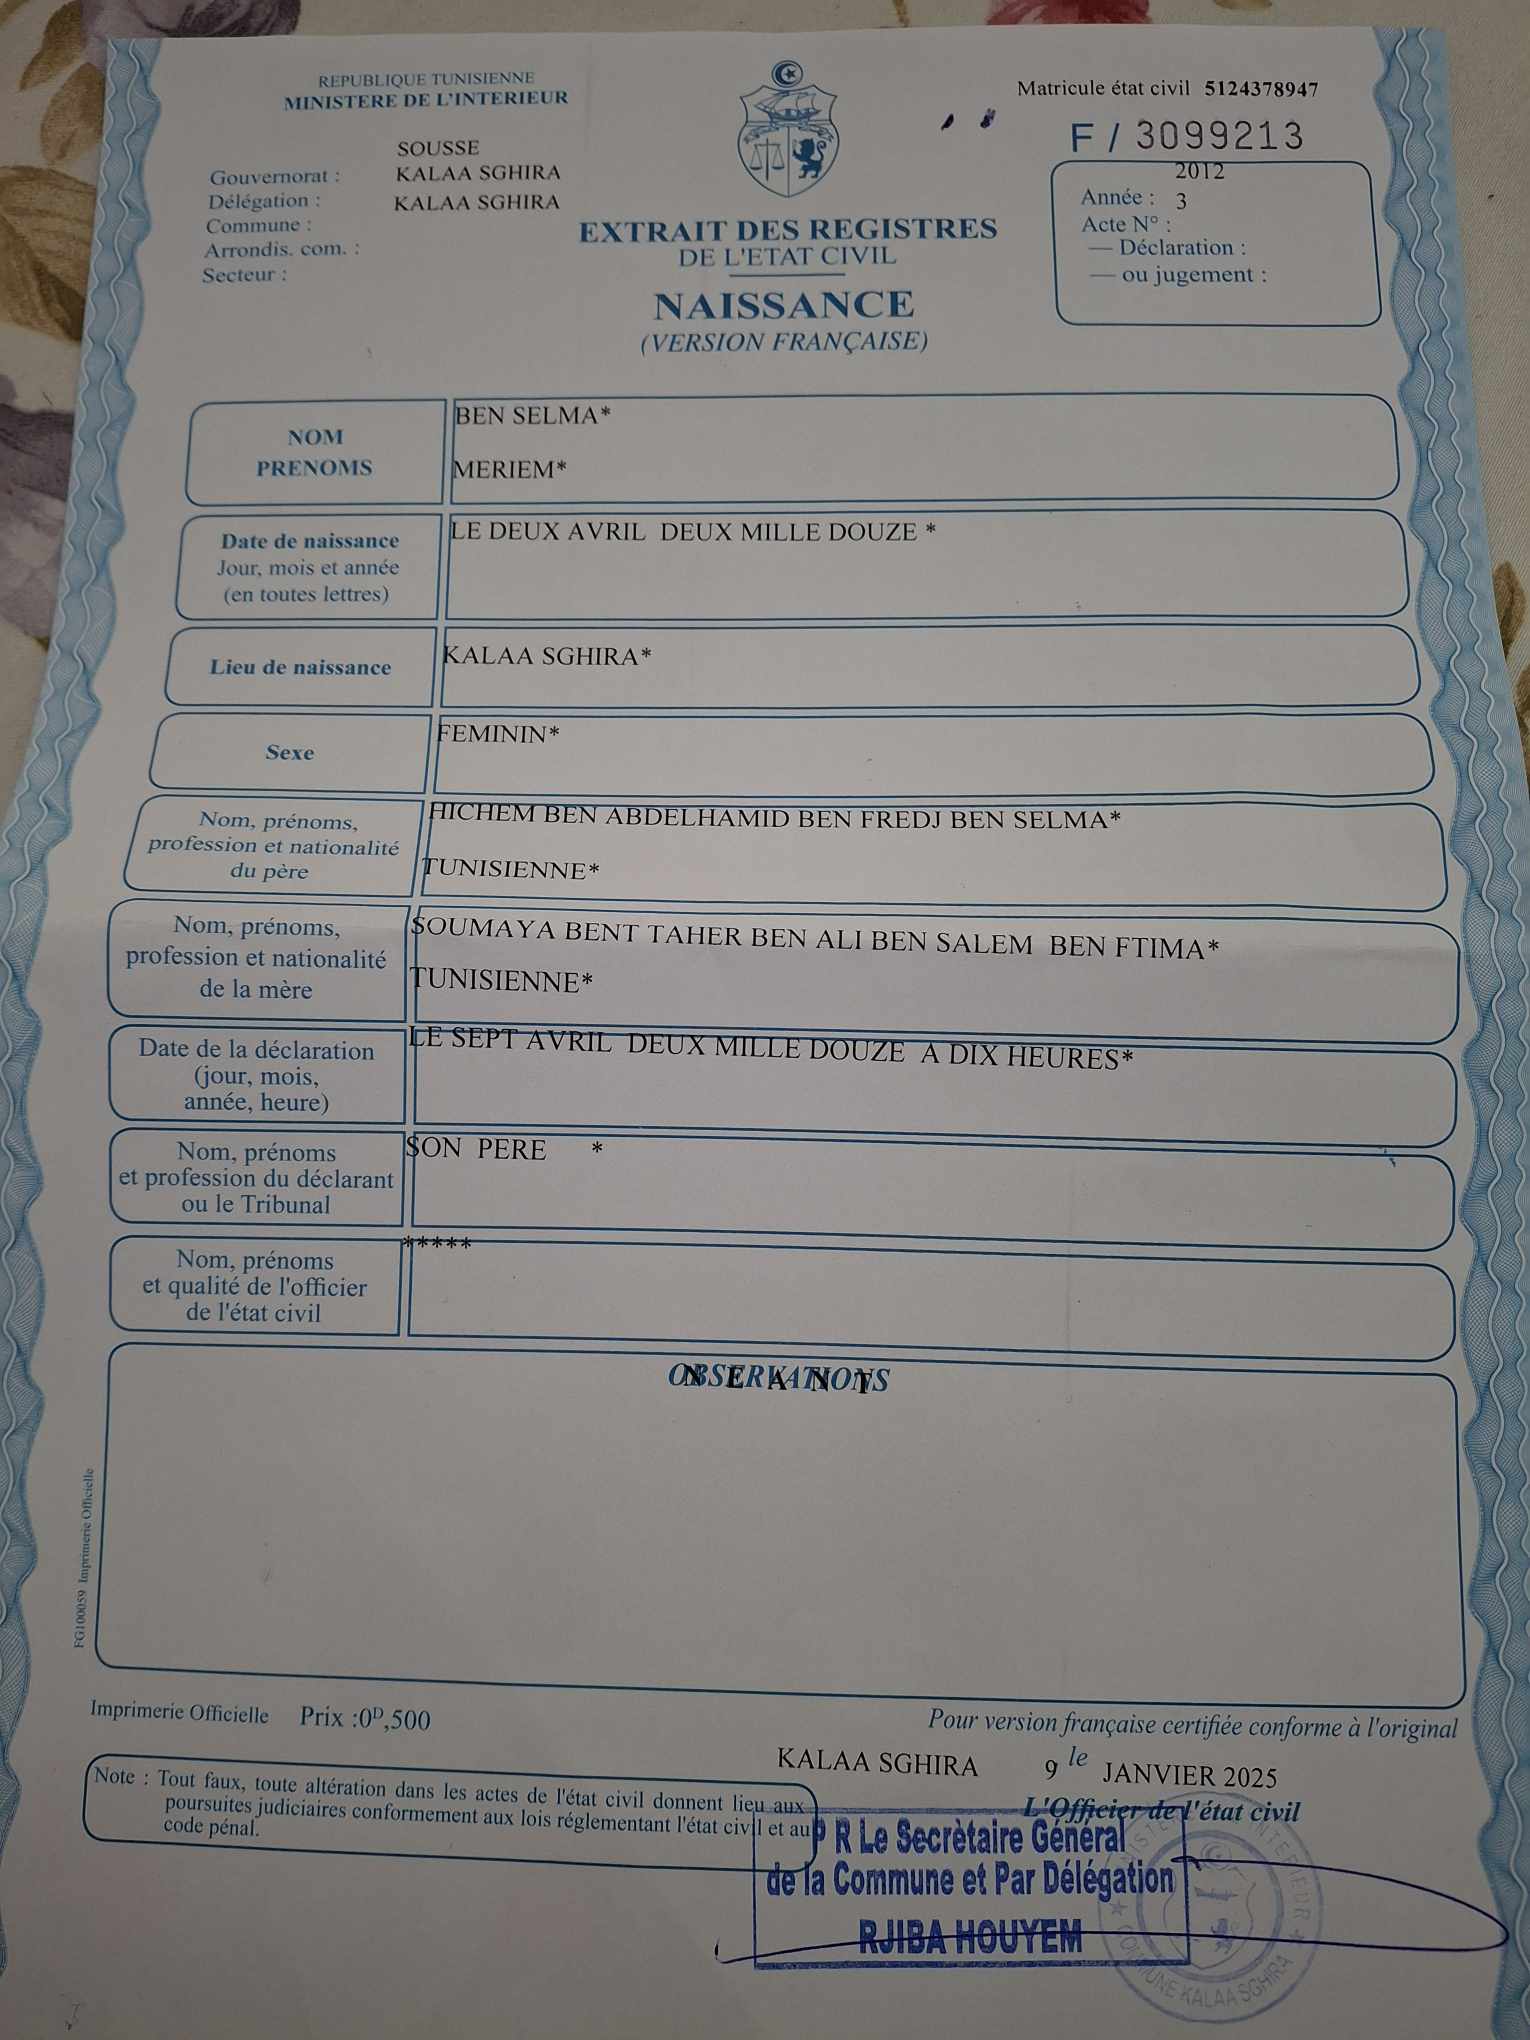 REPUBLIQUE TUNISIENNE
MINISTERE DE L'INTERIEUR
SOUSSE
Gouvernorat : KALAA SGHIRA
Délégation : KALAA SGHIRA
Commune :
Arrondis. com. :
Secteur :
EXTRAIT DES REGISTRES
DE L'ETAT CIVIL
NAISSANCE
(VERSION FRANÇAISE)
Matricule état civil 5124378947
F / 3099213
2012
Année : 3
Acte N° :
— Déclaration :
— ou jugement :
NOM
PRENOMS
BEN SELMA*
MERIEM*
Date de naissance
Jour, mois et année
(en toutes lettres)
LE DEUX AVRIL DEUX MILLE DOUZE *
Lieu de naissance
KALAA SGHIRA*
Sexe
FEMININ*
Nom, prénoms,
profession et nationalité
du père
HICHEM BEN ABDELHAMID BEN FREDJ BEN SELMA*
TUNISIENNE*
Nom, prénoms,
profession et nationalité
de la mère
SOUMAYA BENT TAHER BEN ALI BEN SALEM BEN FTIMA*
TUNISIENNE*
Date de la déclaration
(jour, mois,
année, heure)
LE SEPT AVRIL DEUX MILLE DOUZE A DIX HEURES*
Nom, prénoms
et profession du déclarant
ou le Tribunal
SON PERE *
Nom, prénoms
et qualité de l'officier
de l'état civil
*****
OBSERVATIONS
N E A N T
FG100059 Imprimerie Officielle
Imprimerie Officielle Prix :0D,500
Pour version française certifiée conforme à l'original
KALAA SGHIRA 9 le JANVIER 2025
L'Officier de l'état civil
Note : Tout faux, toute altération dans les actes de l'état civil donnent lieu aux
poursuites judiciaires conformement aux lois réglementant l'état civil et au
code pénal.
P R Le Secrètaire Général
de la Commune et Par Délégation
RJIBA HOUYEM
MINISTERE INTERIEUR
COMMUNE KALAA SGHIRA